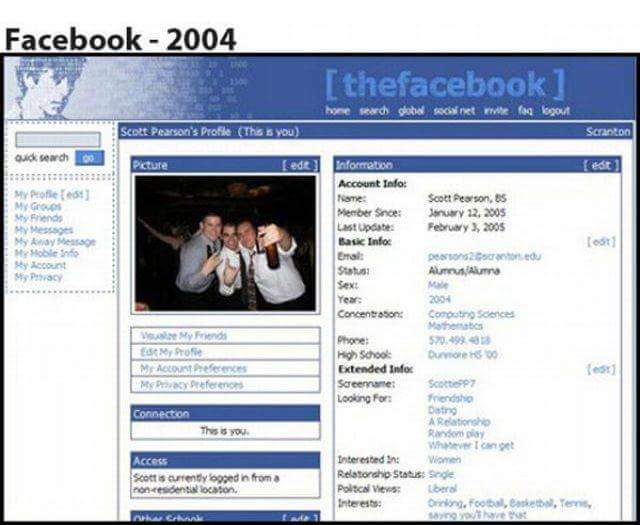 Facebook - 2004
[ thefacebook ]
home search global social net invite faq logout
quick search go
My Profile [ edit ]
My Groups
My Friends
My Messages
My Away Message
My Mobile Info
My Account
My Privacy
Scott Pearson's Profile (This is you) Scranton
Picture [ edit ]
Visualize My Friends
Edit My Profile
My Account Preferences
My Privacy Preferences
Connection
This is you.
Access
Scott is currently logged in from a
non-residential location.
Other School [ edit ]
Information [ edit ]
Account Info:
Name: Scott Pearson, BS
Member Since: January 12, 2005
Last Update: February 3, 2005
Basic Info: [ edit ]
Email: pearsons2@scranton.edu
Status: Alumnus/Alumna
Sex: Male
Year: 2004
Concentration: Computing Sciences
Mathematics
Phone: 570.499.4818
High School: Dunmore HS '00
Extended Info: [ edit ]
Screenname: ScottiePP7
Looking For: Friendship
Dating
A Relationship
Random play
Whatever I can get
Interested In: Women
Relationship Status: Single
Political Views: Liberal
Interests: Drinking, Football, Basketball, Tennis,
saying you'll have that